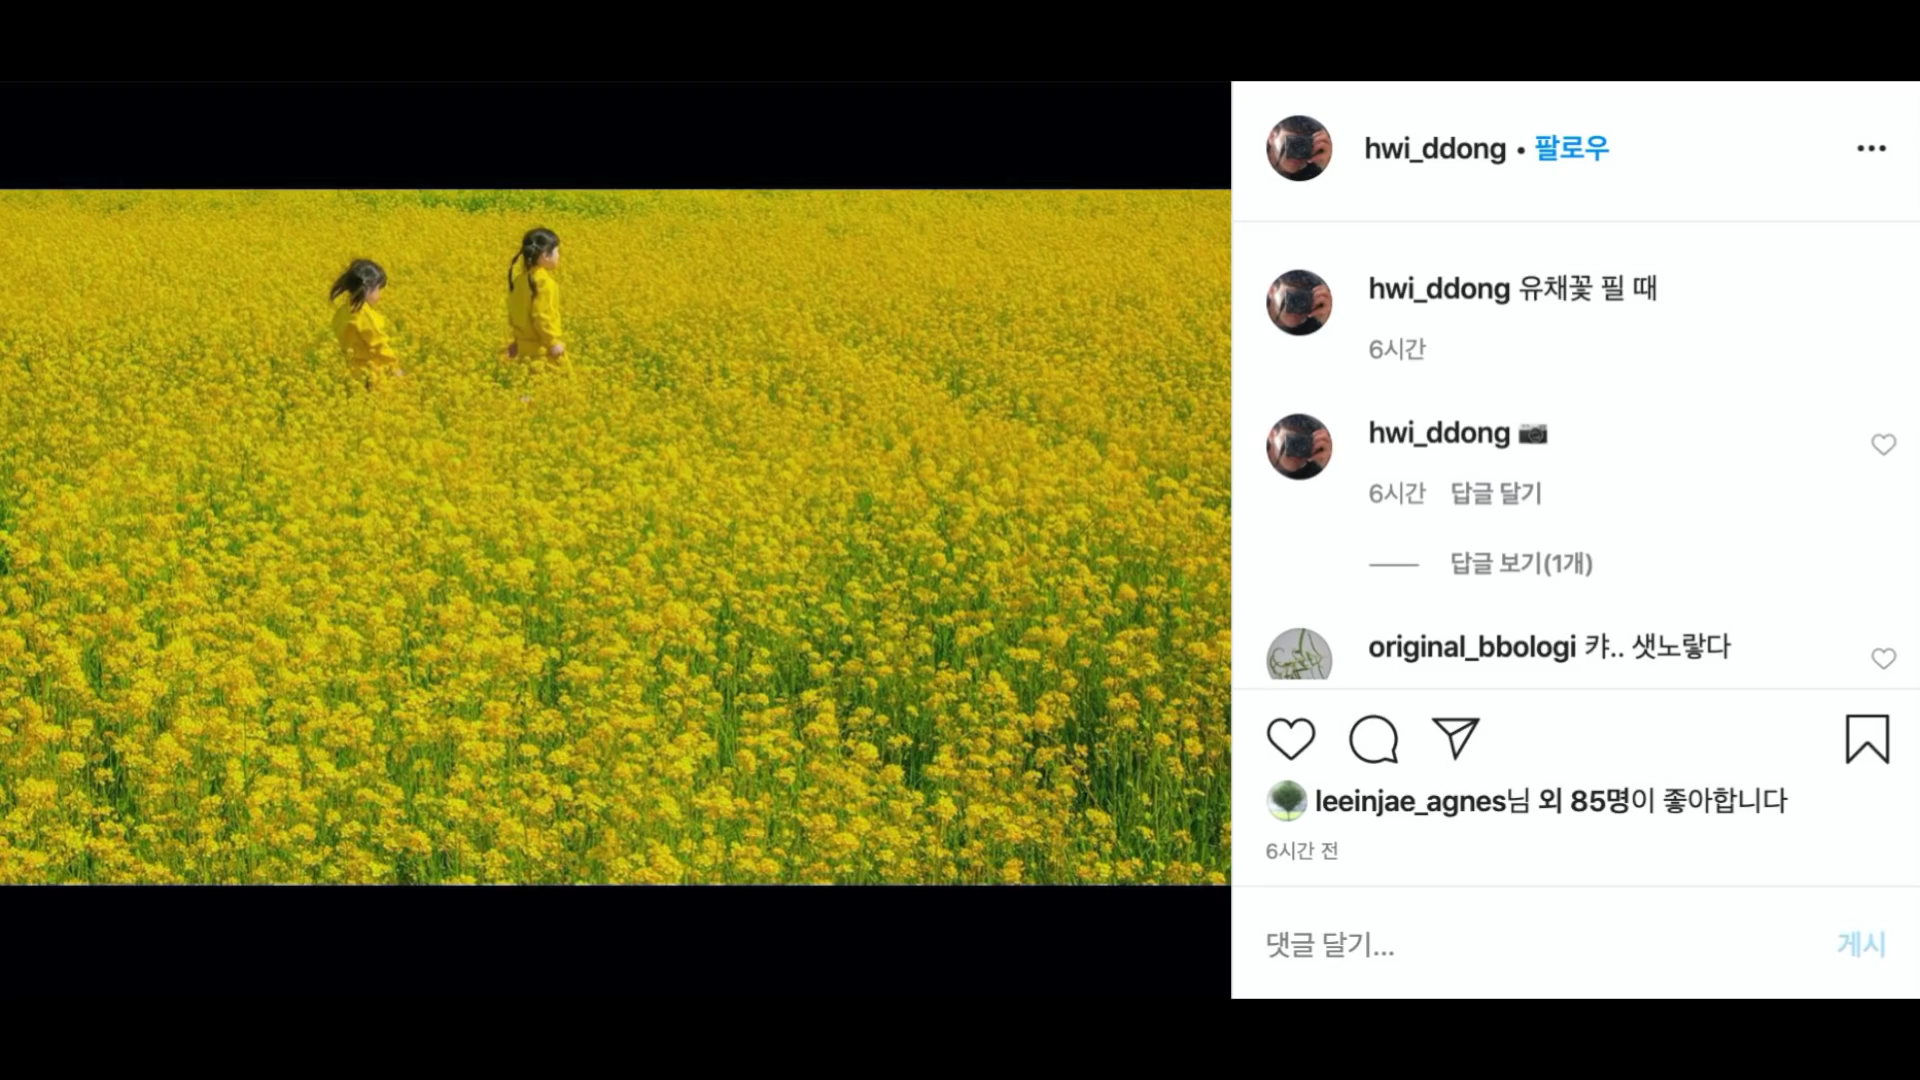 hwi_ddong • 팔로우
hwi_ddong 유채꽃 필 때
6시간
hwi_ddong
6시간 답글 달기
답글 보기(1개)
original_bbologi 캬.. 샛노랗다
leeinjae_agnes님 외 85명이 좋아합니다
6시간 전
댓글 달기...
게시